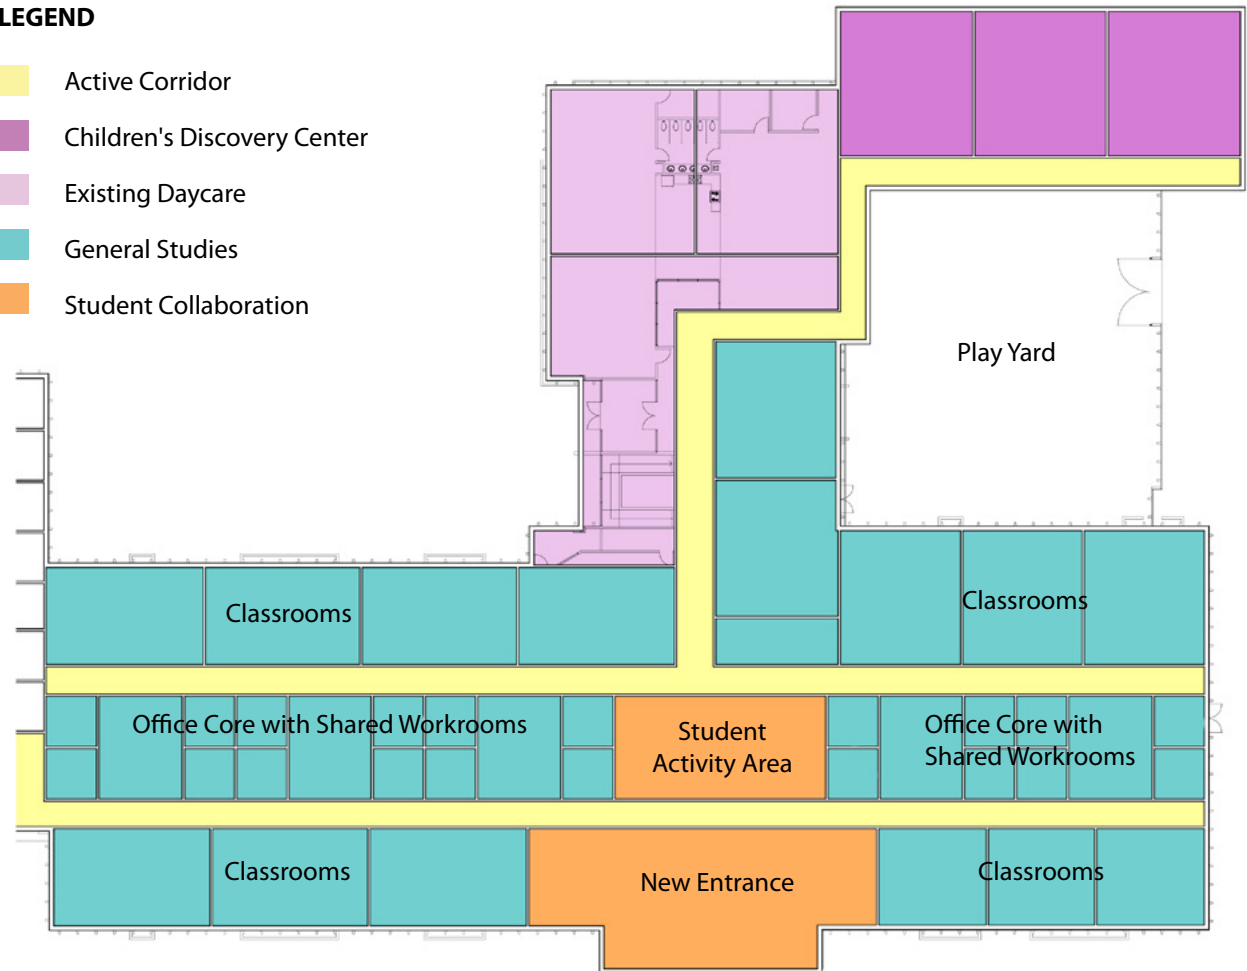 LEGEND
Active Corridor
Children's Discovery Center
Existing Daycare
General Studies
Student Collaboration
Play Yard
Classrooms
Classrooms
Office Core with Shared Workrooms
Student
Activity Area
Office Core with
Shared Workrooms
Classrooms
New Entrance
Classrooms